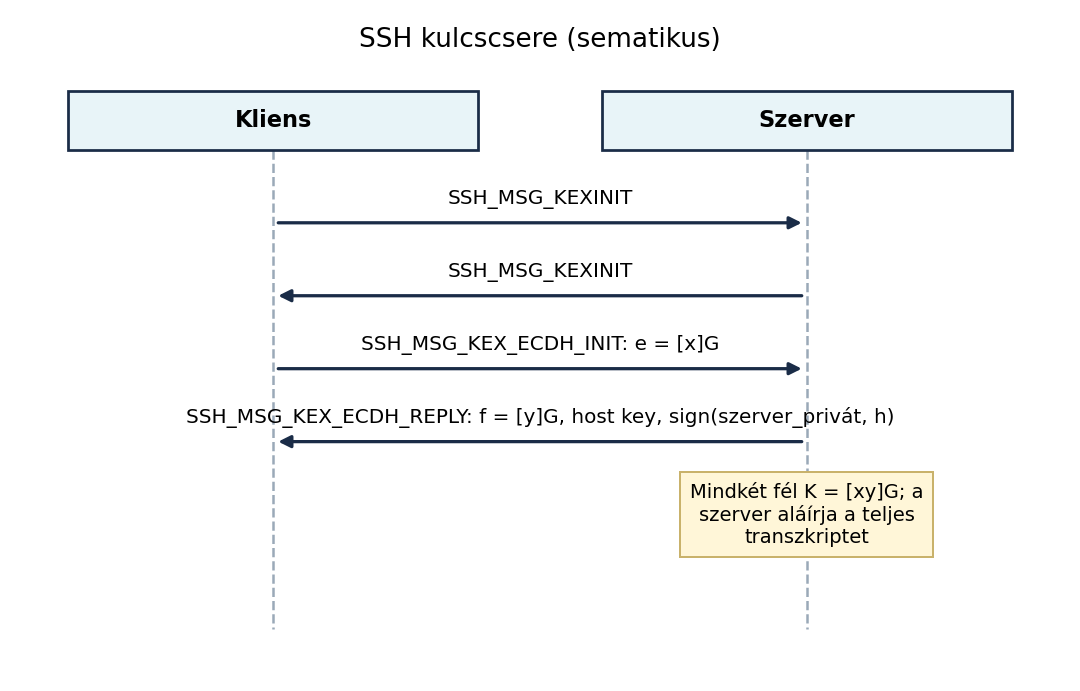 SSH kulcscsere (sematikus)
Kliens
Szerver
SSH_MSG_KEXINIT
SSH_MSG_KEXINIT
SSH_MSG_KEX_ECDH_INIT: e = [x]G
SSH_MSG_KEX_ECDH_REPLY: f = [y]G, host key, sign(szerver_privát, h)
Mindkét fél K = [xy]G; a
szerver aláírja a teljes
transzkriptet